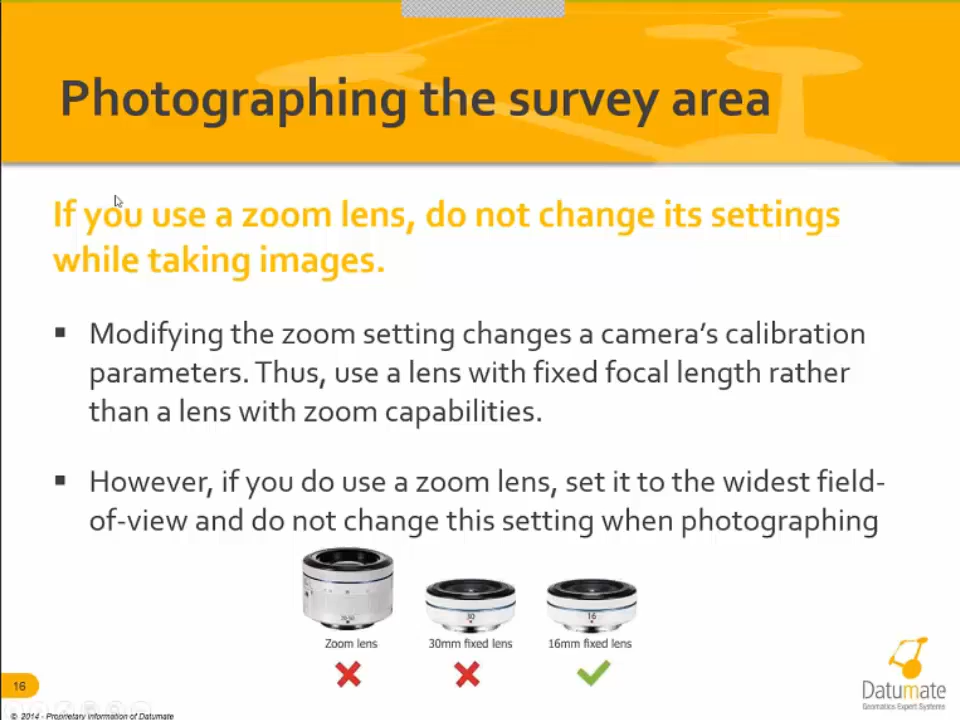 Photographing the survey area
If you use a zoom lens, do not change its settings
while taking images.
▪ Modifying the zoom setting changes a camera's calibration
parameters. Thus, use a lens with fixed focal length rather
than a lens with zoom capabilities.
▪ However, if you do use a zoom lens, set it to the widest field-
of-view and do not change this setting when photographing
30
16
Zoom lens
30mm fixed lens
16mm fixed lens
16
Datumate
Geomatics Expert Systems
© 2014 - Proprietary Information of Datumate